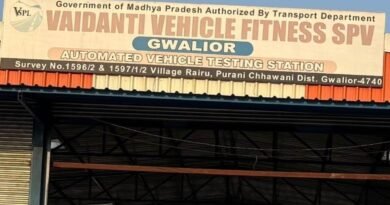 VSPL
Government of Madhya Pradesh Authorized By Transport Department
VAIDANTI VEHICLE FITNESS SPV
GWALIOR
AUTOMATED VEHICLE TESTING STATION
Survey No.1596/2 & 1597/1/2 Village Rairu, Purani Chhawani Dist. Gwalior-4740